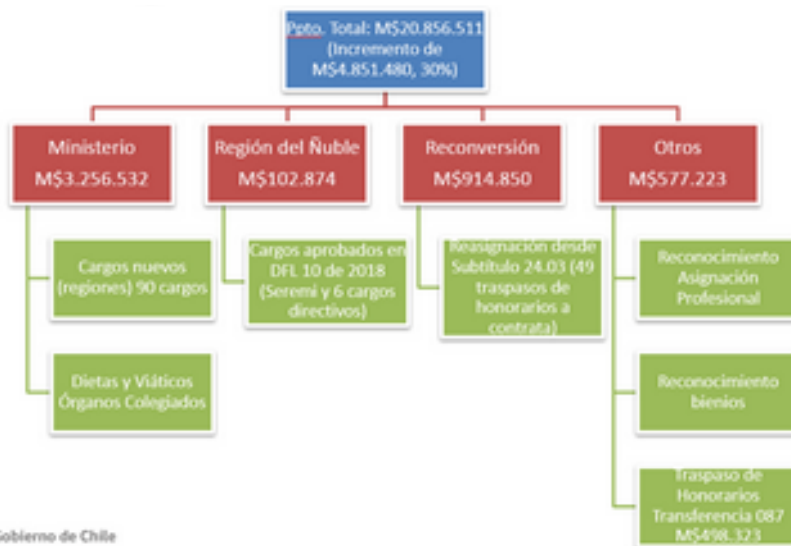 Ppto. Total: M$20.856.511
(Incremento de
M$4.851.480, 30%)
Ministerio
M$3.256.532
Región del Ñuble
M$102.874
Reconversión
M$914.850
Otros
M$577.223
Cargos nuevos
(regiones) 90 cargos
Cargos aprobados en
DFL 10 de 2018
(Seremi y 6 cargos
directivos)
Reasignación desde
Subtítulo 24.03 (49
traspasos de
honorarios a
contrata)
Reconocimiento
Asignación
Profesional
Dietas y Viáticos
Órganos Colegiados
Reconocimiento
bienios
Traspaso de
Honorarios
Transferencia 087
M$498.323
Gobierno de Chile